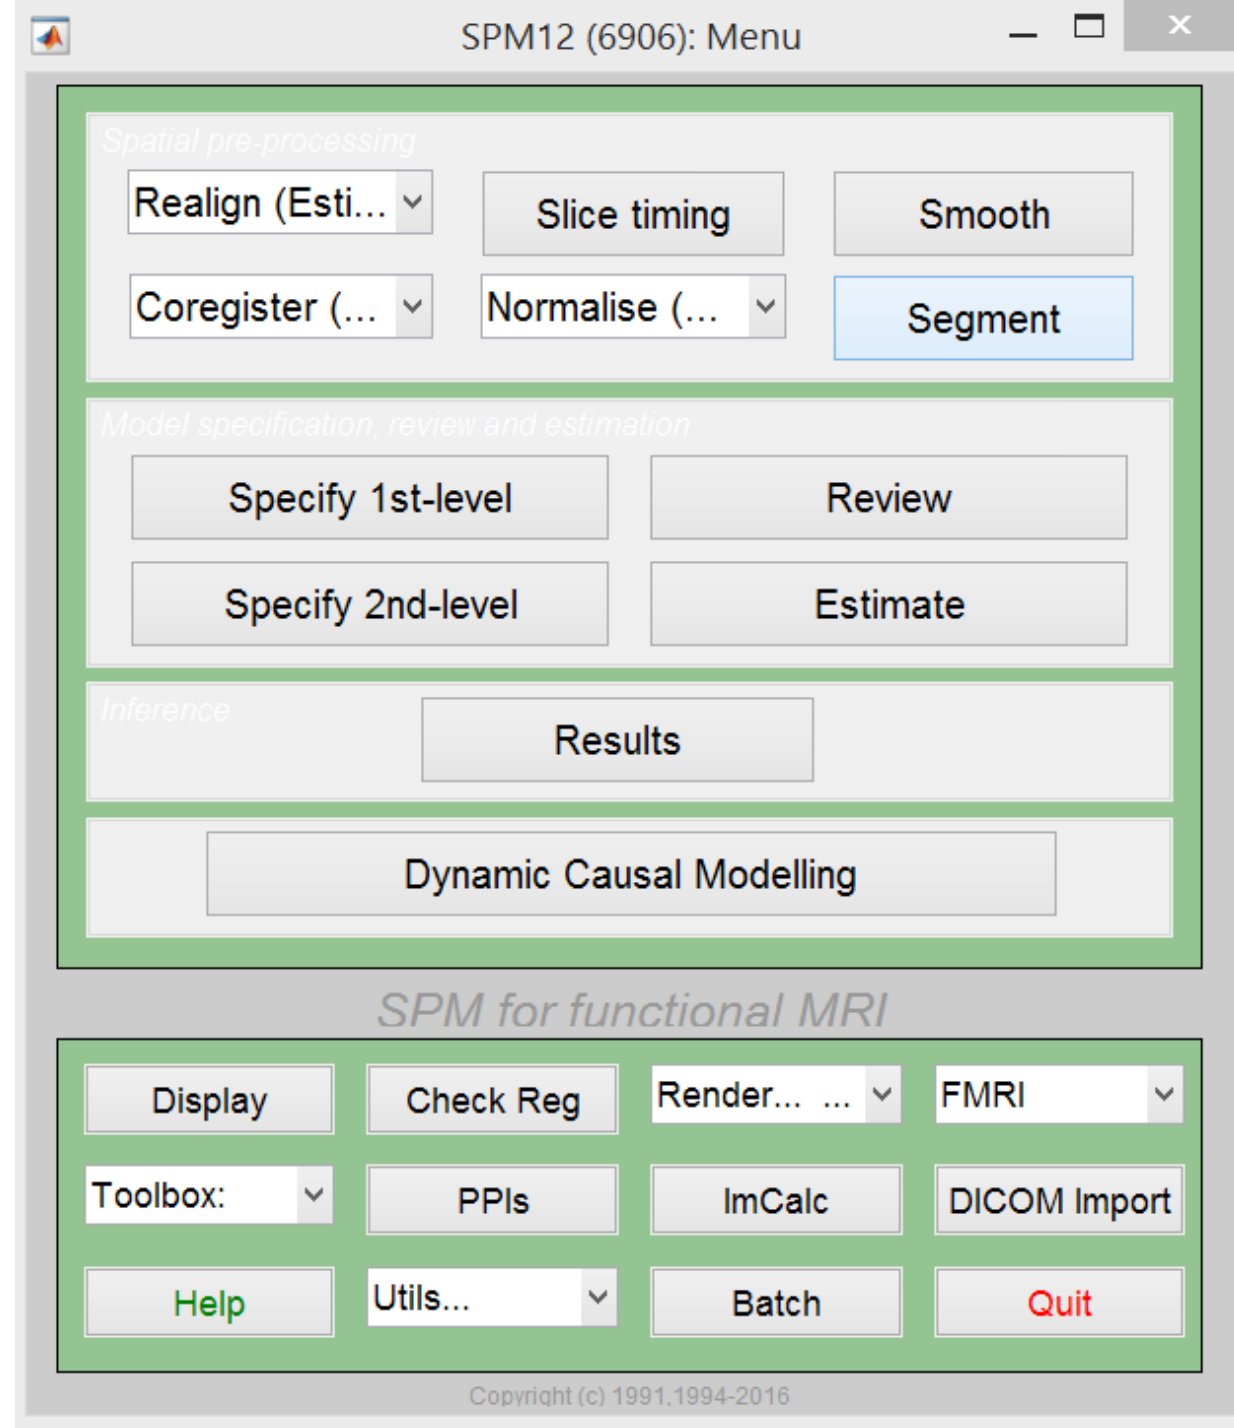 SPM12 (6906): Menu
Spatial pre-processing
Realign (Esti...
Slice timing
Smooth
Coregister (...
Normalise (...
Segment
Model specification, review and estimation
Specify 1st-level
Review
Specify 2nd-level
Estimate
Inference
Results
Dynamic Causal Modelling
SPM for functional MRI
Display
Check Reg
Render... ...
FMRI
Toolbox:
PPIs
ImCalc
DICOM Import
Help
Utils...
Batch
Quit
Copyright (c) 1991,1994-2016